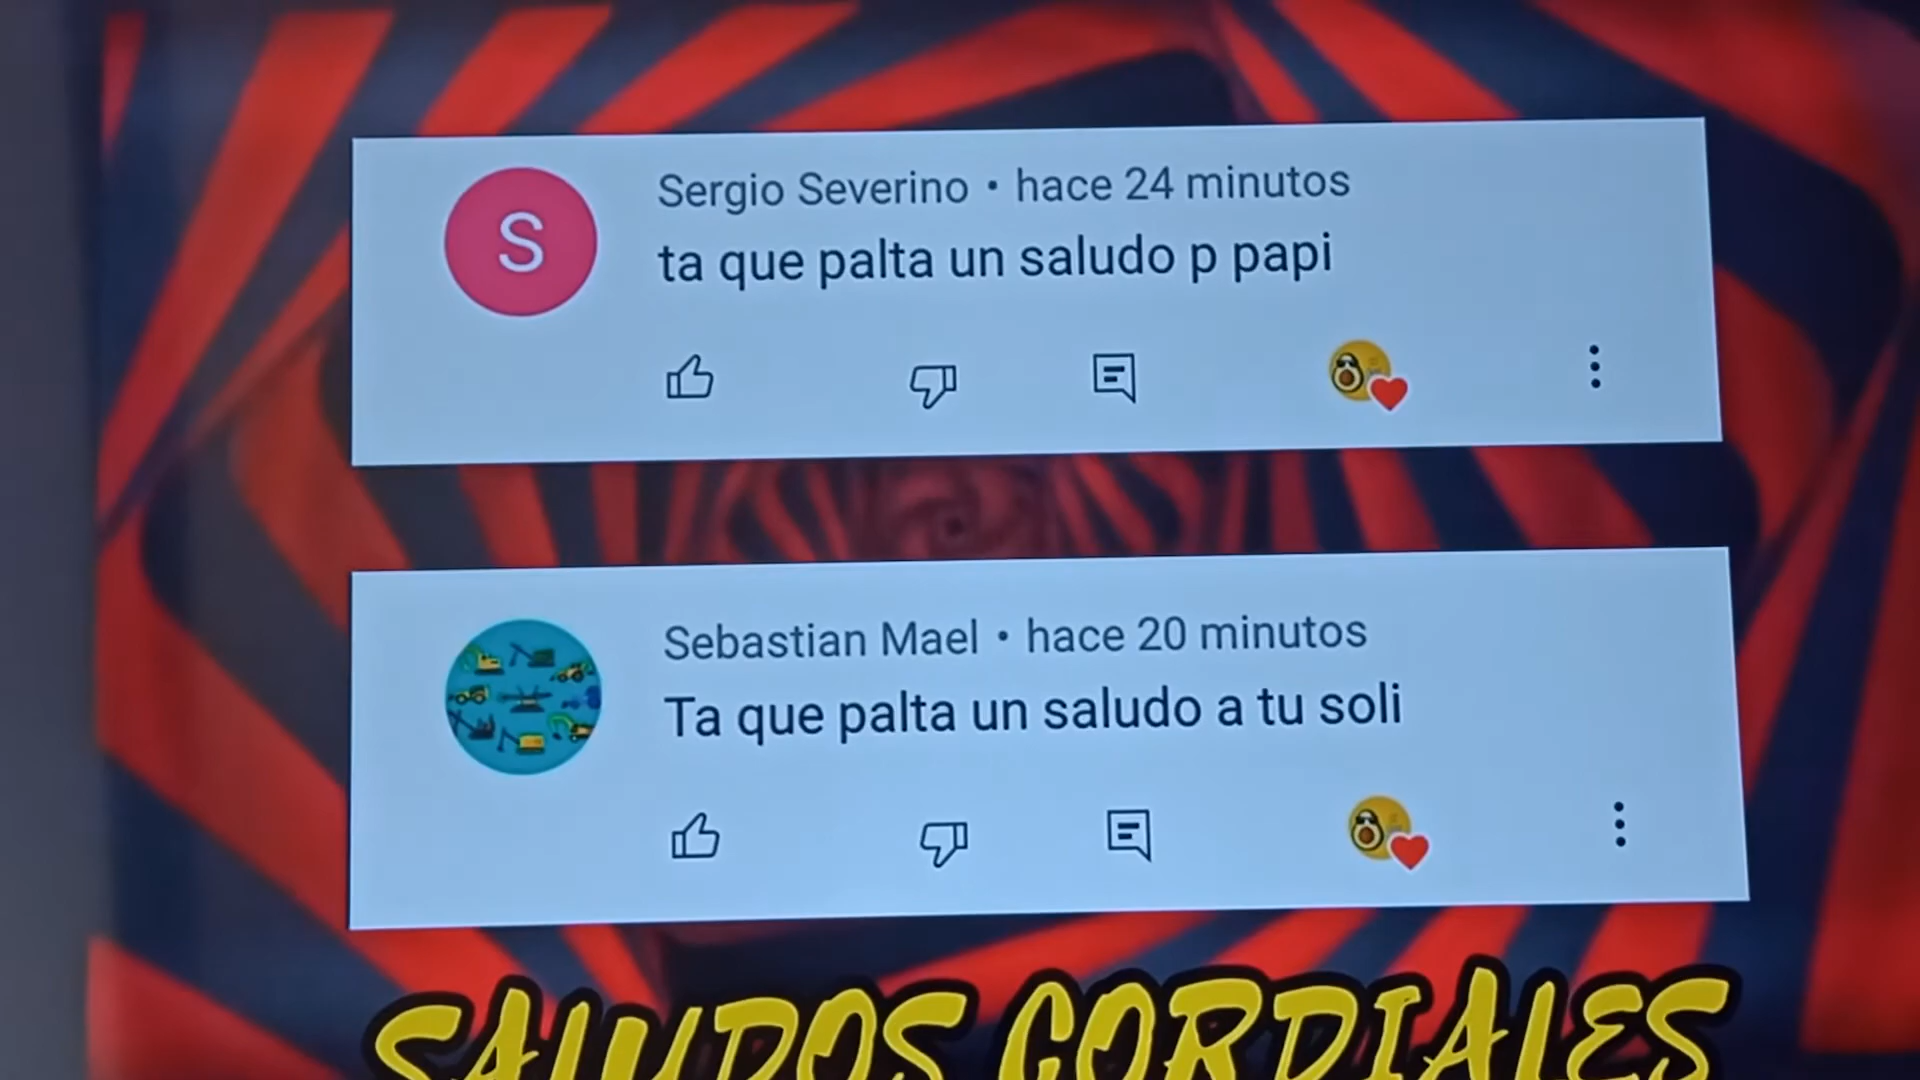 S
Sergio Severino • hace 24 minutos
ta que palta un saludo p papi
Sebastian Mael • hace 20 minutos
Ta que palta un saludo a tu soli
SALUDOS CORDIALES